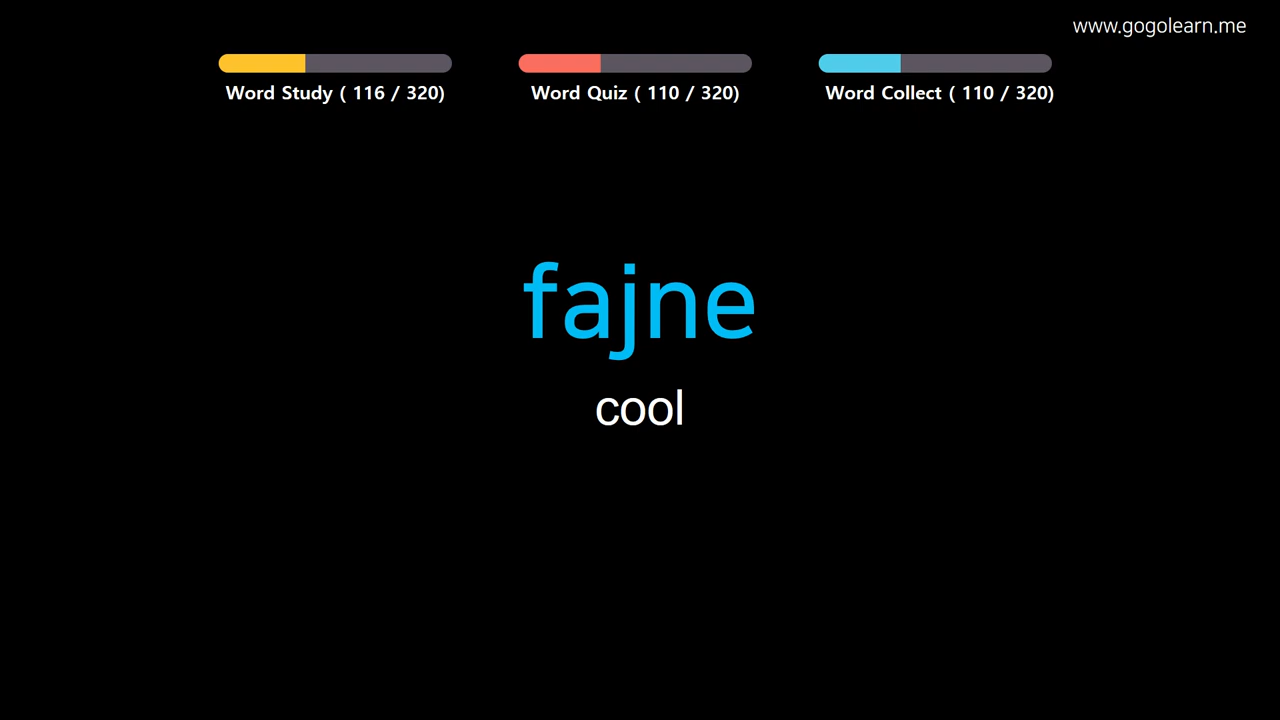 www.gogolearn.me
Word Study ( 116 / 320)
Word Quiz ( 110 / 320)
Word Collect ( 110 / 320)
fajne
cool